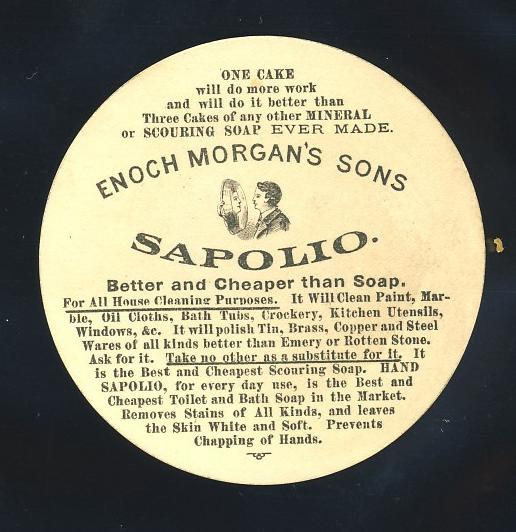 ONE CAKE
will do more work
and will do it better than
Three Cakes of any other MINERAL
or SCOURING SOAP EVER MADE.
ENOCH MORGAN'S SONS
SAPOLIO.
Better and Cheaper than Soap.
For All House Cleaning Purposes. It Will Clean Paint, Mar-
ble, Oil Cloths, Bath Tubs, Crockery, Kitchen Utensils,
Windows, &c. It will polish Tin, Brass, Copper and Steel
Wares of all kinds better than Emery or Rotten Stone.
Ask for it. Take no other as a substitute for it. It
is the Best and Cheapest Scouring Soap. HAND
SAPOLIO, for every day use, is the Best and
Cheapest Toilet and Bath Soap in the Market.
Removes Stains of All Kinds, and leaves
the Skin White and Soft. Prevents
Chapping of Hands.